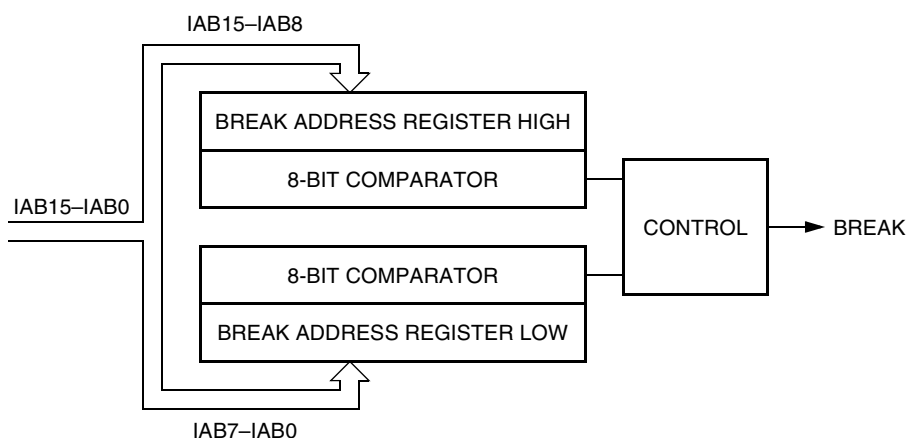 IAB15–IAB8
BREAK ADDRESS REGISTER HIGH
8-BIT COMPARATOR
IAB15–IAB0
CONTROL
BREAK
8-BIT COMPARATOR
BREAK ADDRESS REGISTER LOW
IAB7–IAB0